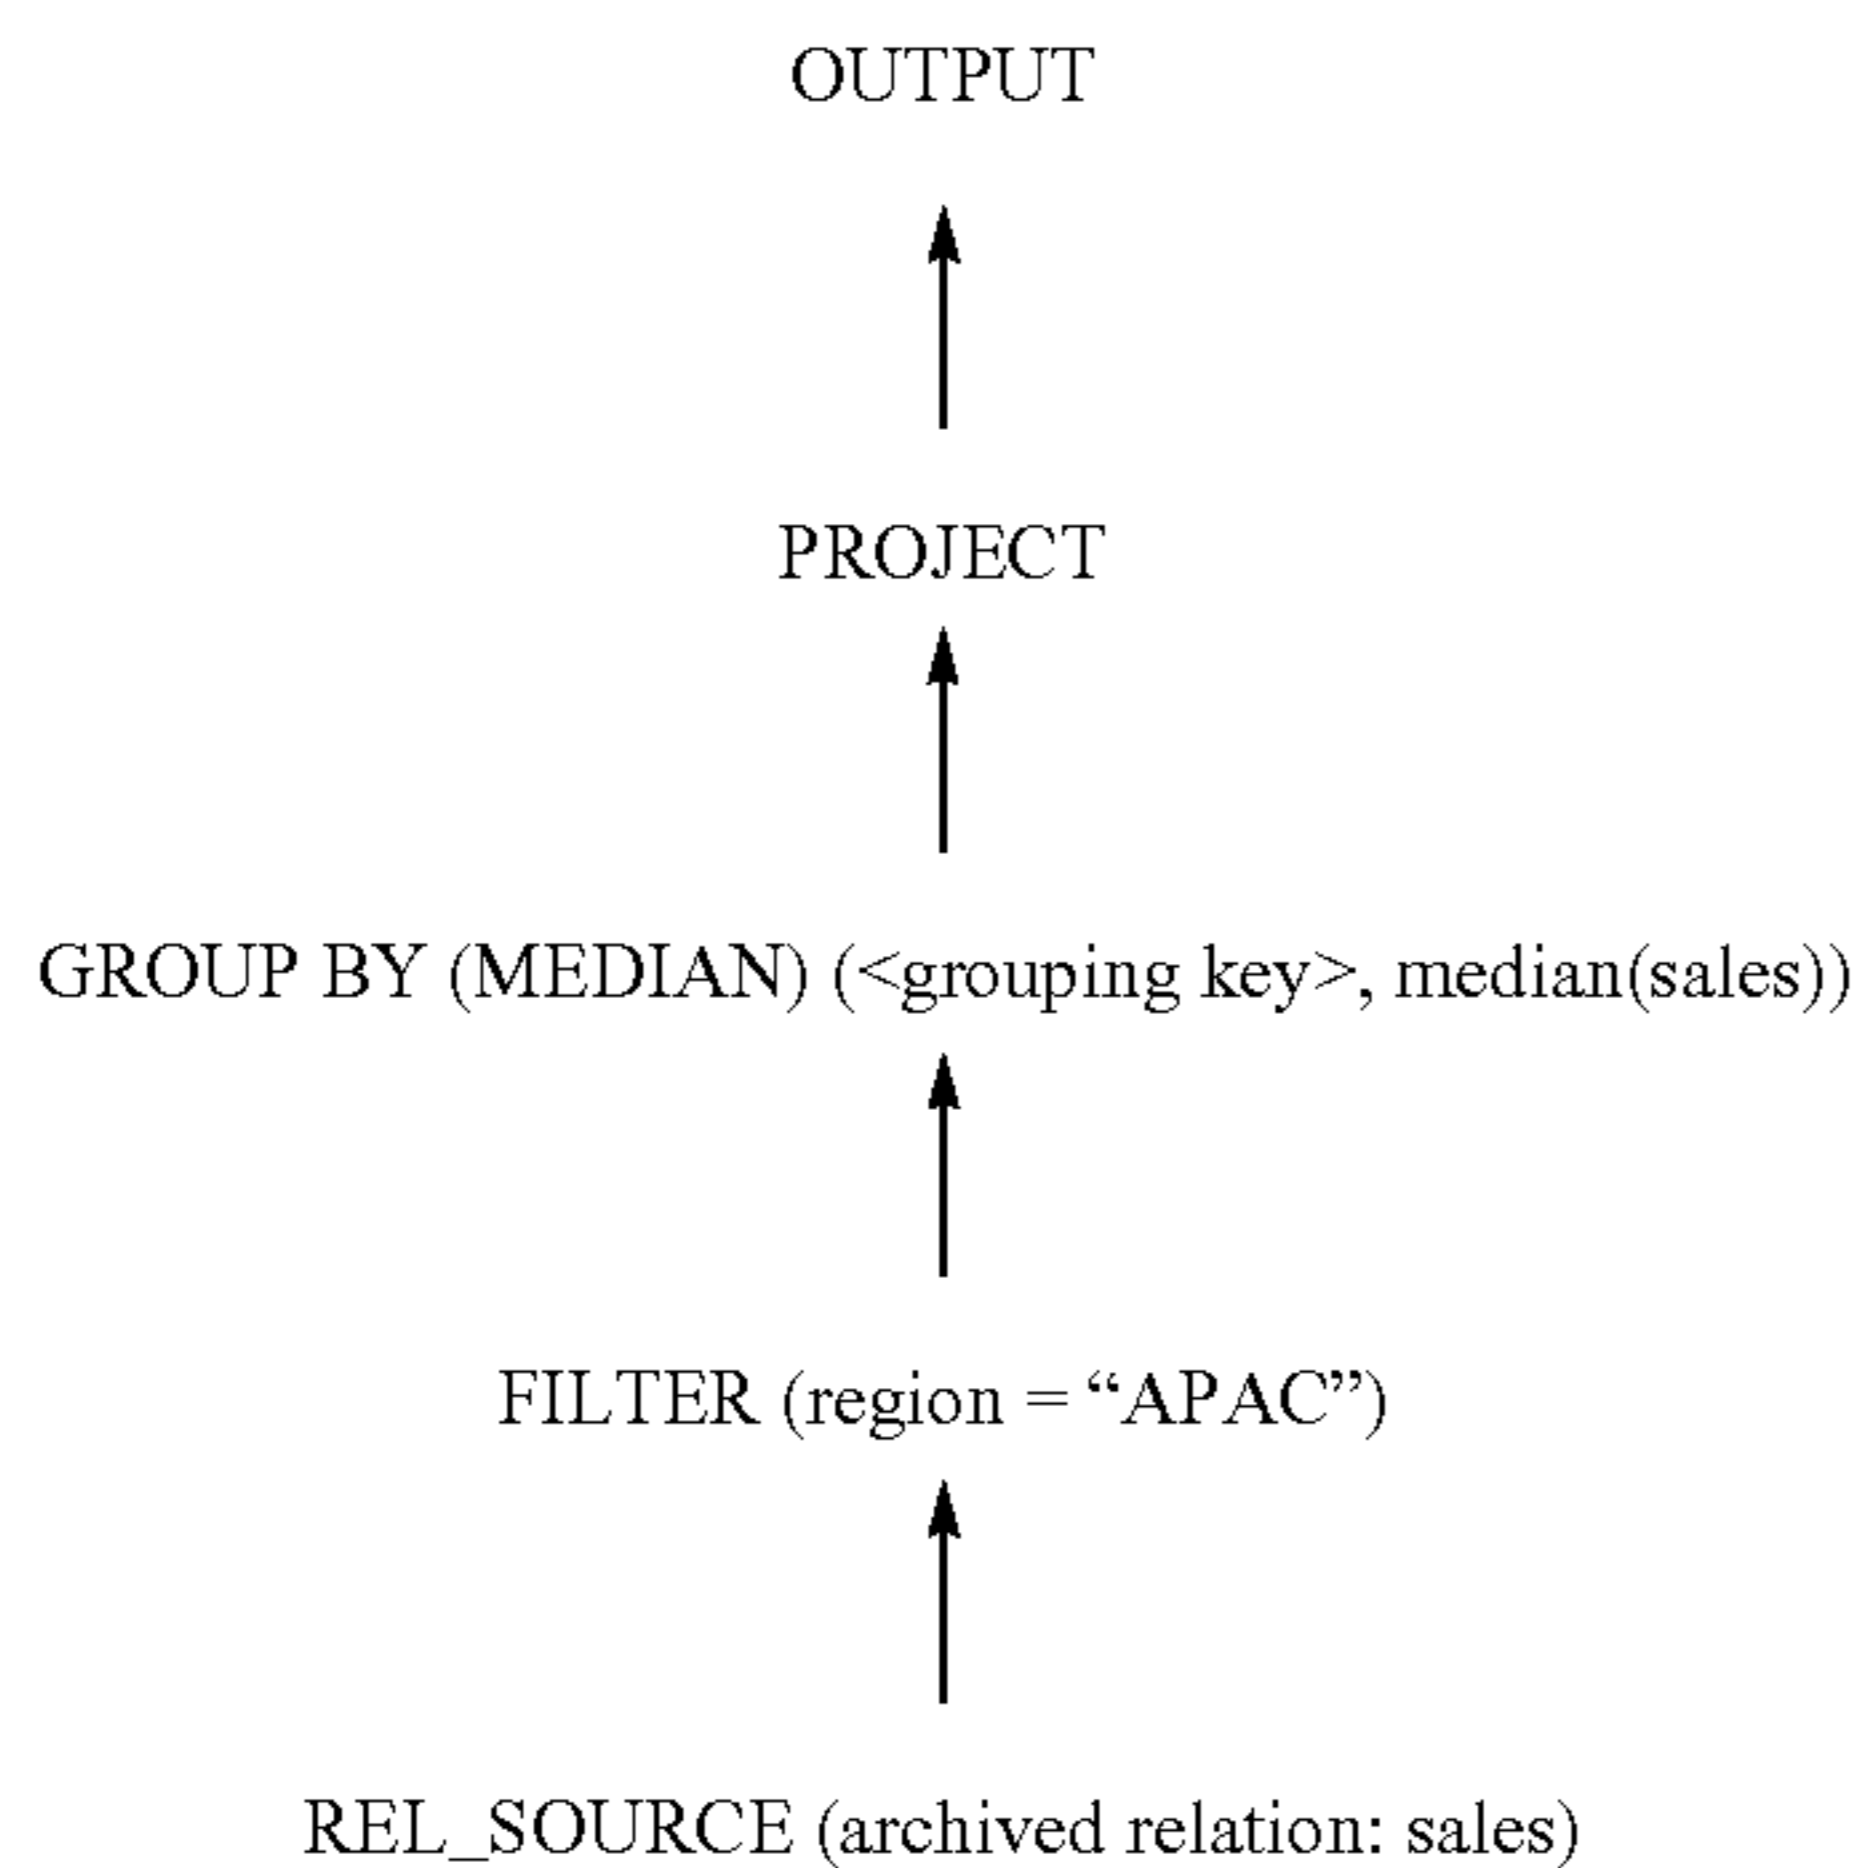 OUTPUT
PROJECT
GROUP BY (MEDIAN) (<grouping key>, median(sales))
FILTER (region = “APAC”)
REL_SOURCE (archived relation: sales)